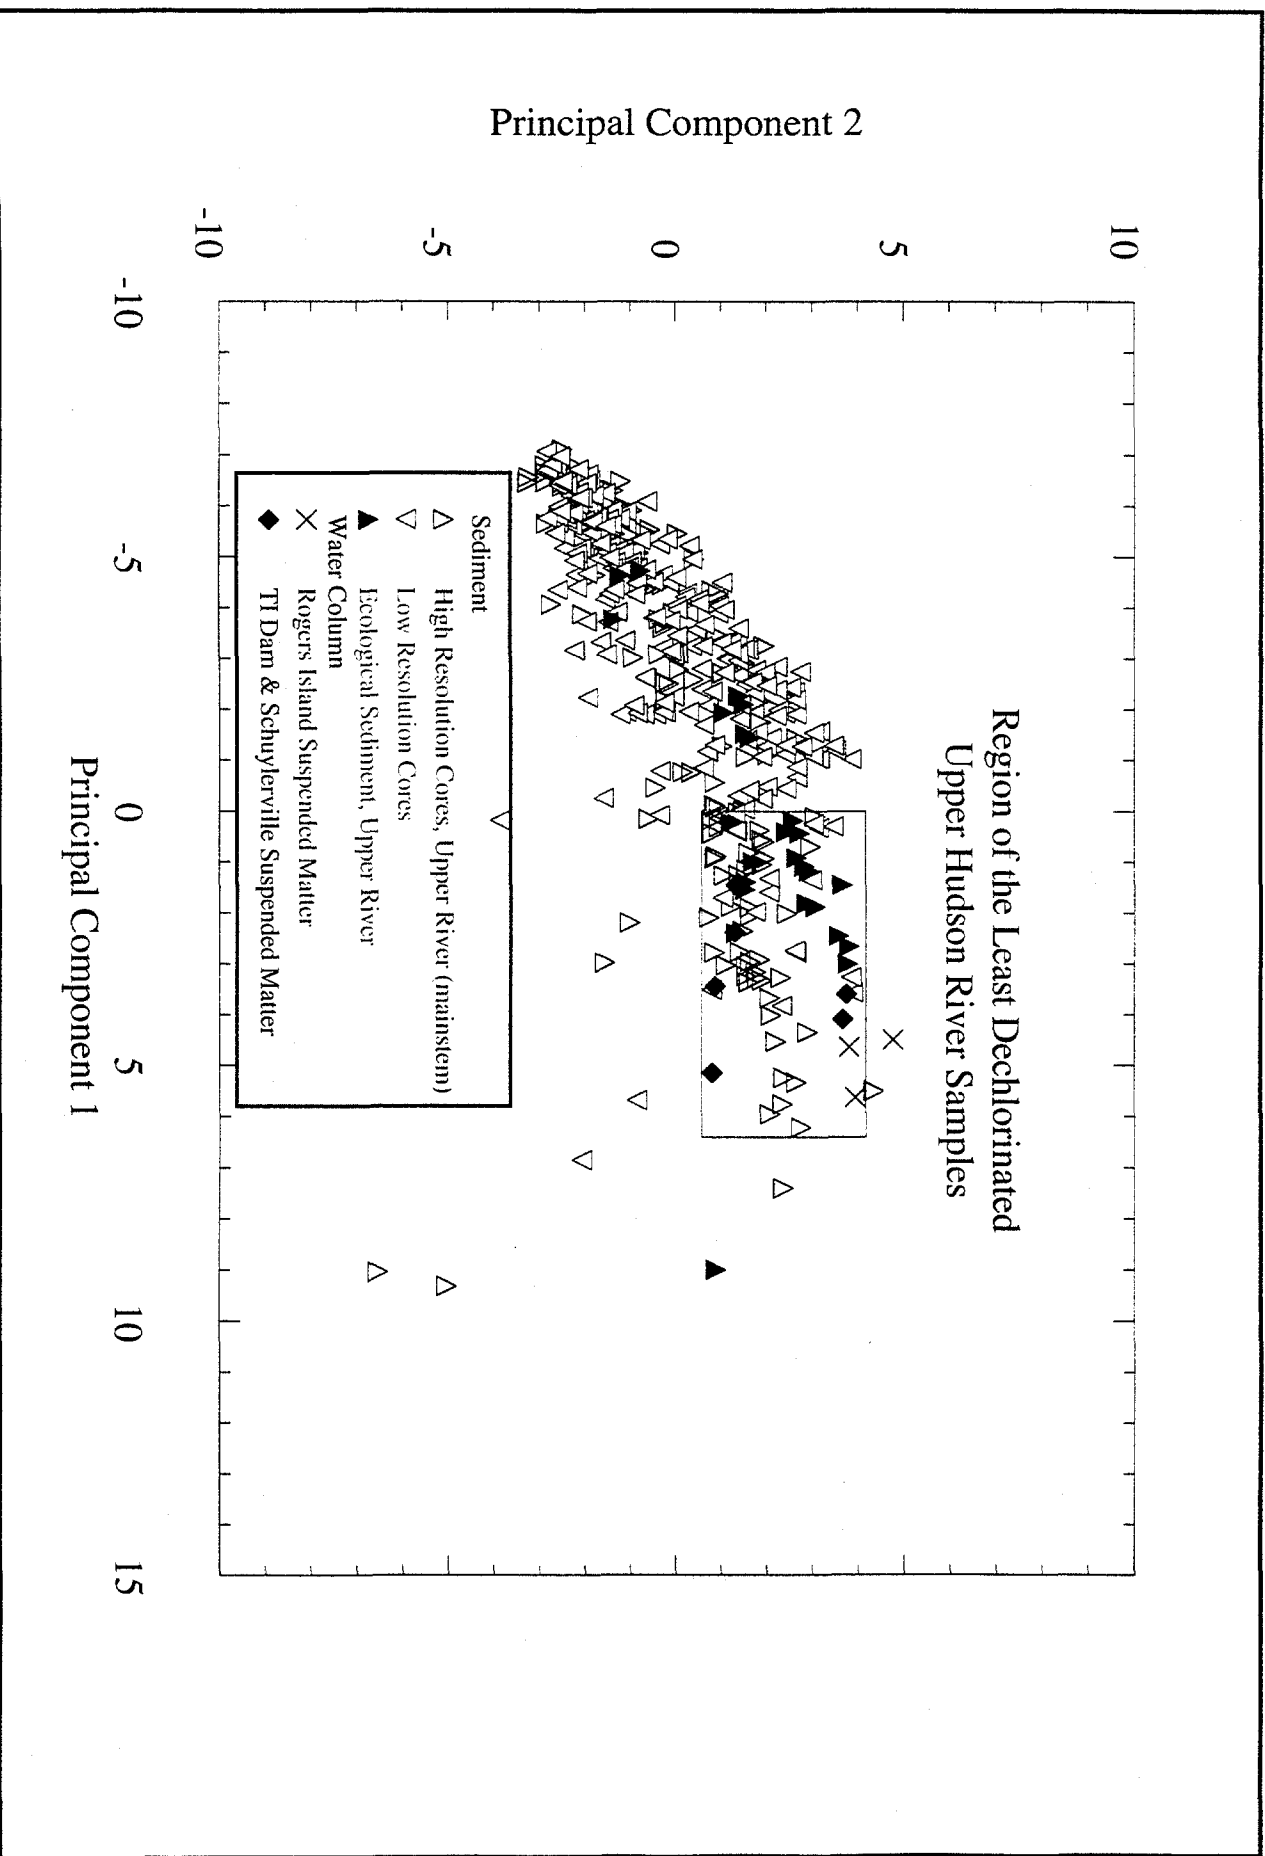 Region of the Least Dechlorinated
Upper Hudson River Samples
Principal Component 2
10
5
0
-5
-10
Sediment
High Resolution Cores, Upper River (mainstem)
Low Resolution Cores
Ecological Sediment, Upper River
Water Column
Rogers Island Suspended Matter
TI Dam & Schuylerville Suspended Matter
-10
-5
0
5
10
15
Principal Component 1